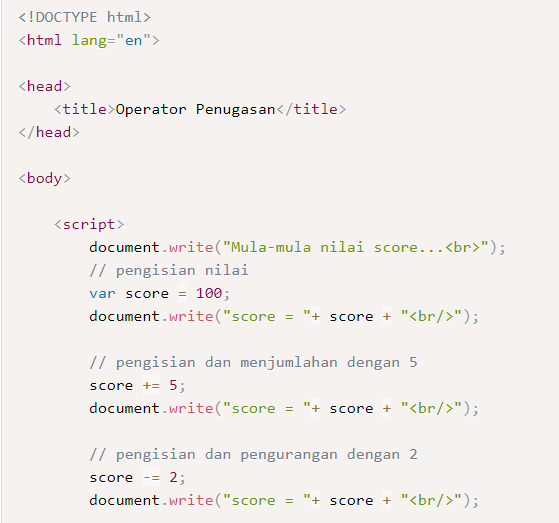 <!DOCTYPE html>
<html lang="en">
<head>
<title>Operator Penugasan</title>
</head>
<body>
<script>
document.write("Mula-mula nilai score...<br>");
// pengisian nilai
var score = 100;
document.write("score = "+ score + "<br/>");
// pengisian dan menjumlahan dengan 5
score += 5;
document.write("score = "+ score + "<br/>");
// pengisian dan pengurangan dengan 2
score -= 2;
document.write("score = "+ score + "<br/>");